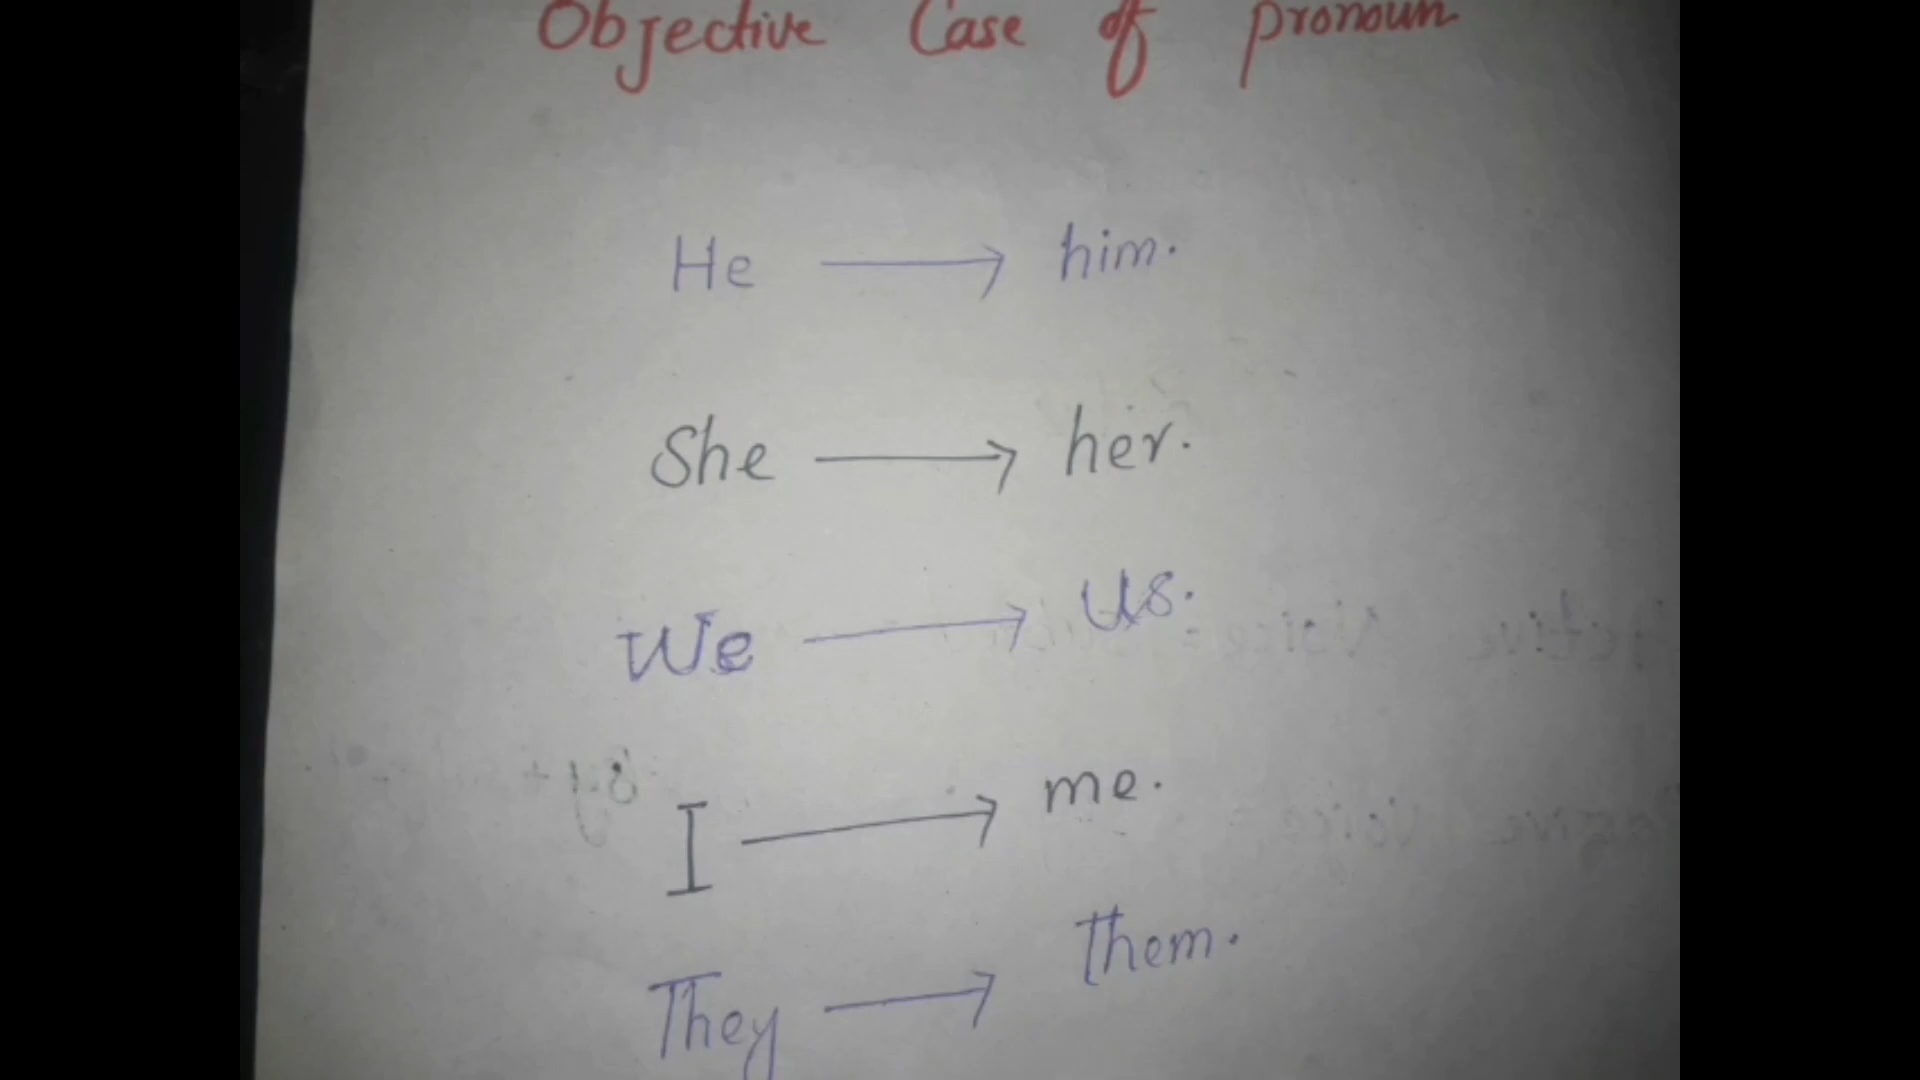 Objective Case of pronoun
He → him.
She → her.
We → us.
I → me.
They → Them.